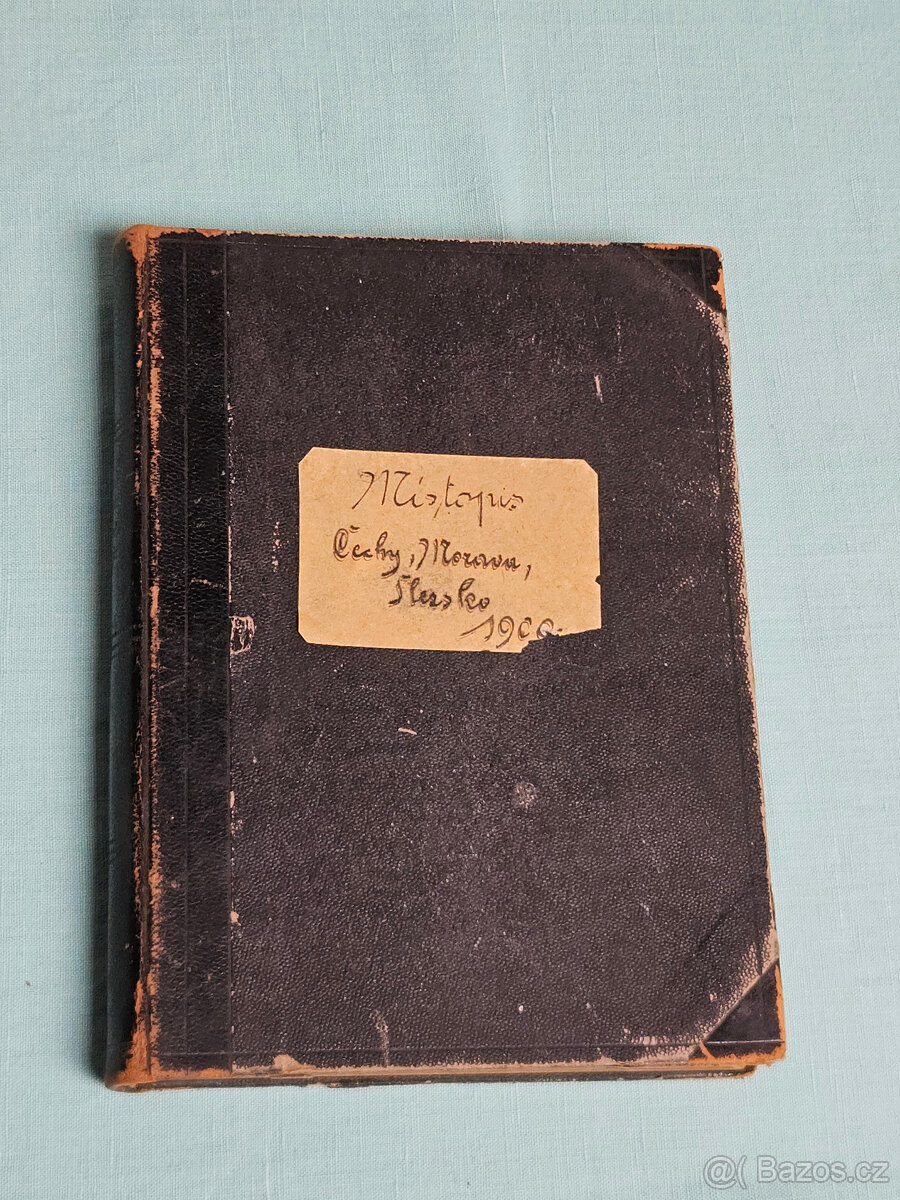 Místopis
Čechy, Morava,
Slezsko
1900.
@( Bazos.cz